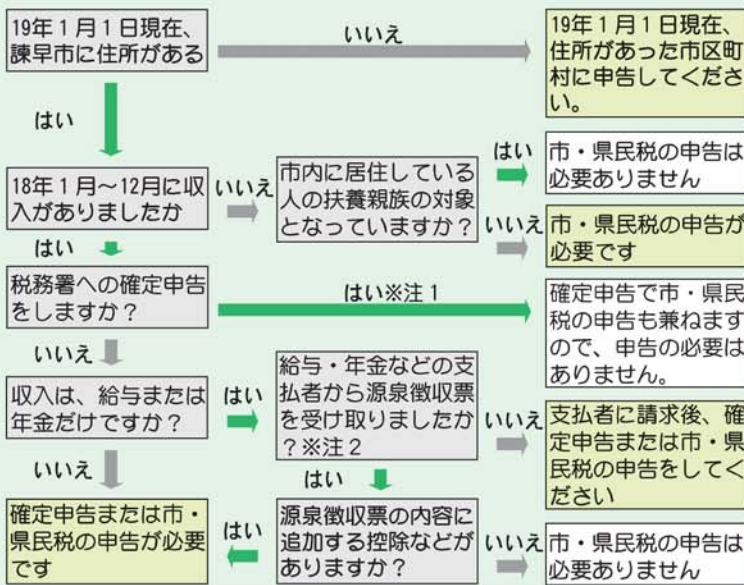 19年1月1日現在、
諫早市に住所がある
いいえ
19年1月1日現在、
住所があった市区町
村に申告してくださ
い。
はい
18年1月～12月に収
入がありましたか
いいえ
市内に居住している
人の扶養親族の対象
となっていますか？
はい
市・県民税の申告は
必要ありません
いいえ
市・県民税の申告が
必要です
はい
税務署への確定申告
をしますか？
はい※注1
確定申告で市・県民
税の申告も兼ねます
ので、申告の必要は
ありません。
いいえ
収入は、給与または
年金だけですか？
はい
給与・年金などの支
払者から源泉徴収票
を受け取りましたか
？※注2
いいえ
支払者に請求後、確
定申告または市・県
民税の申告をしてく
ださい
いいえ
はい
確定申告または市・
県民税の申告が必要
です
はい
源泉徴収票の内容に
追加する控除などが
ありますか？
いいえ
市・県民税の申告は
必要ありません